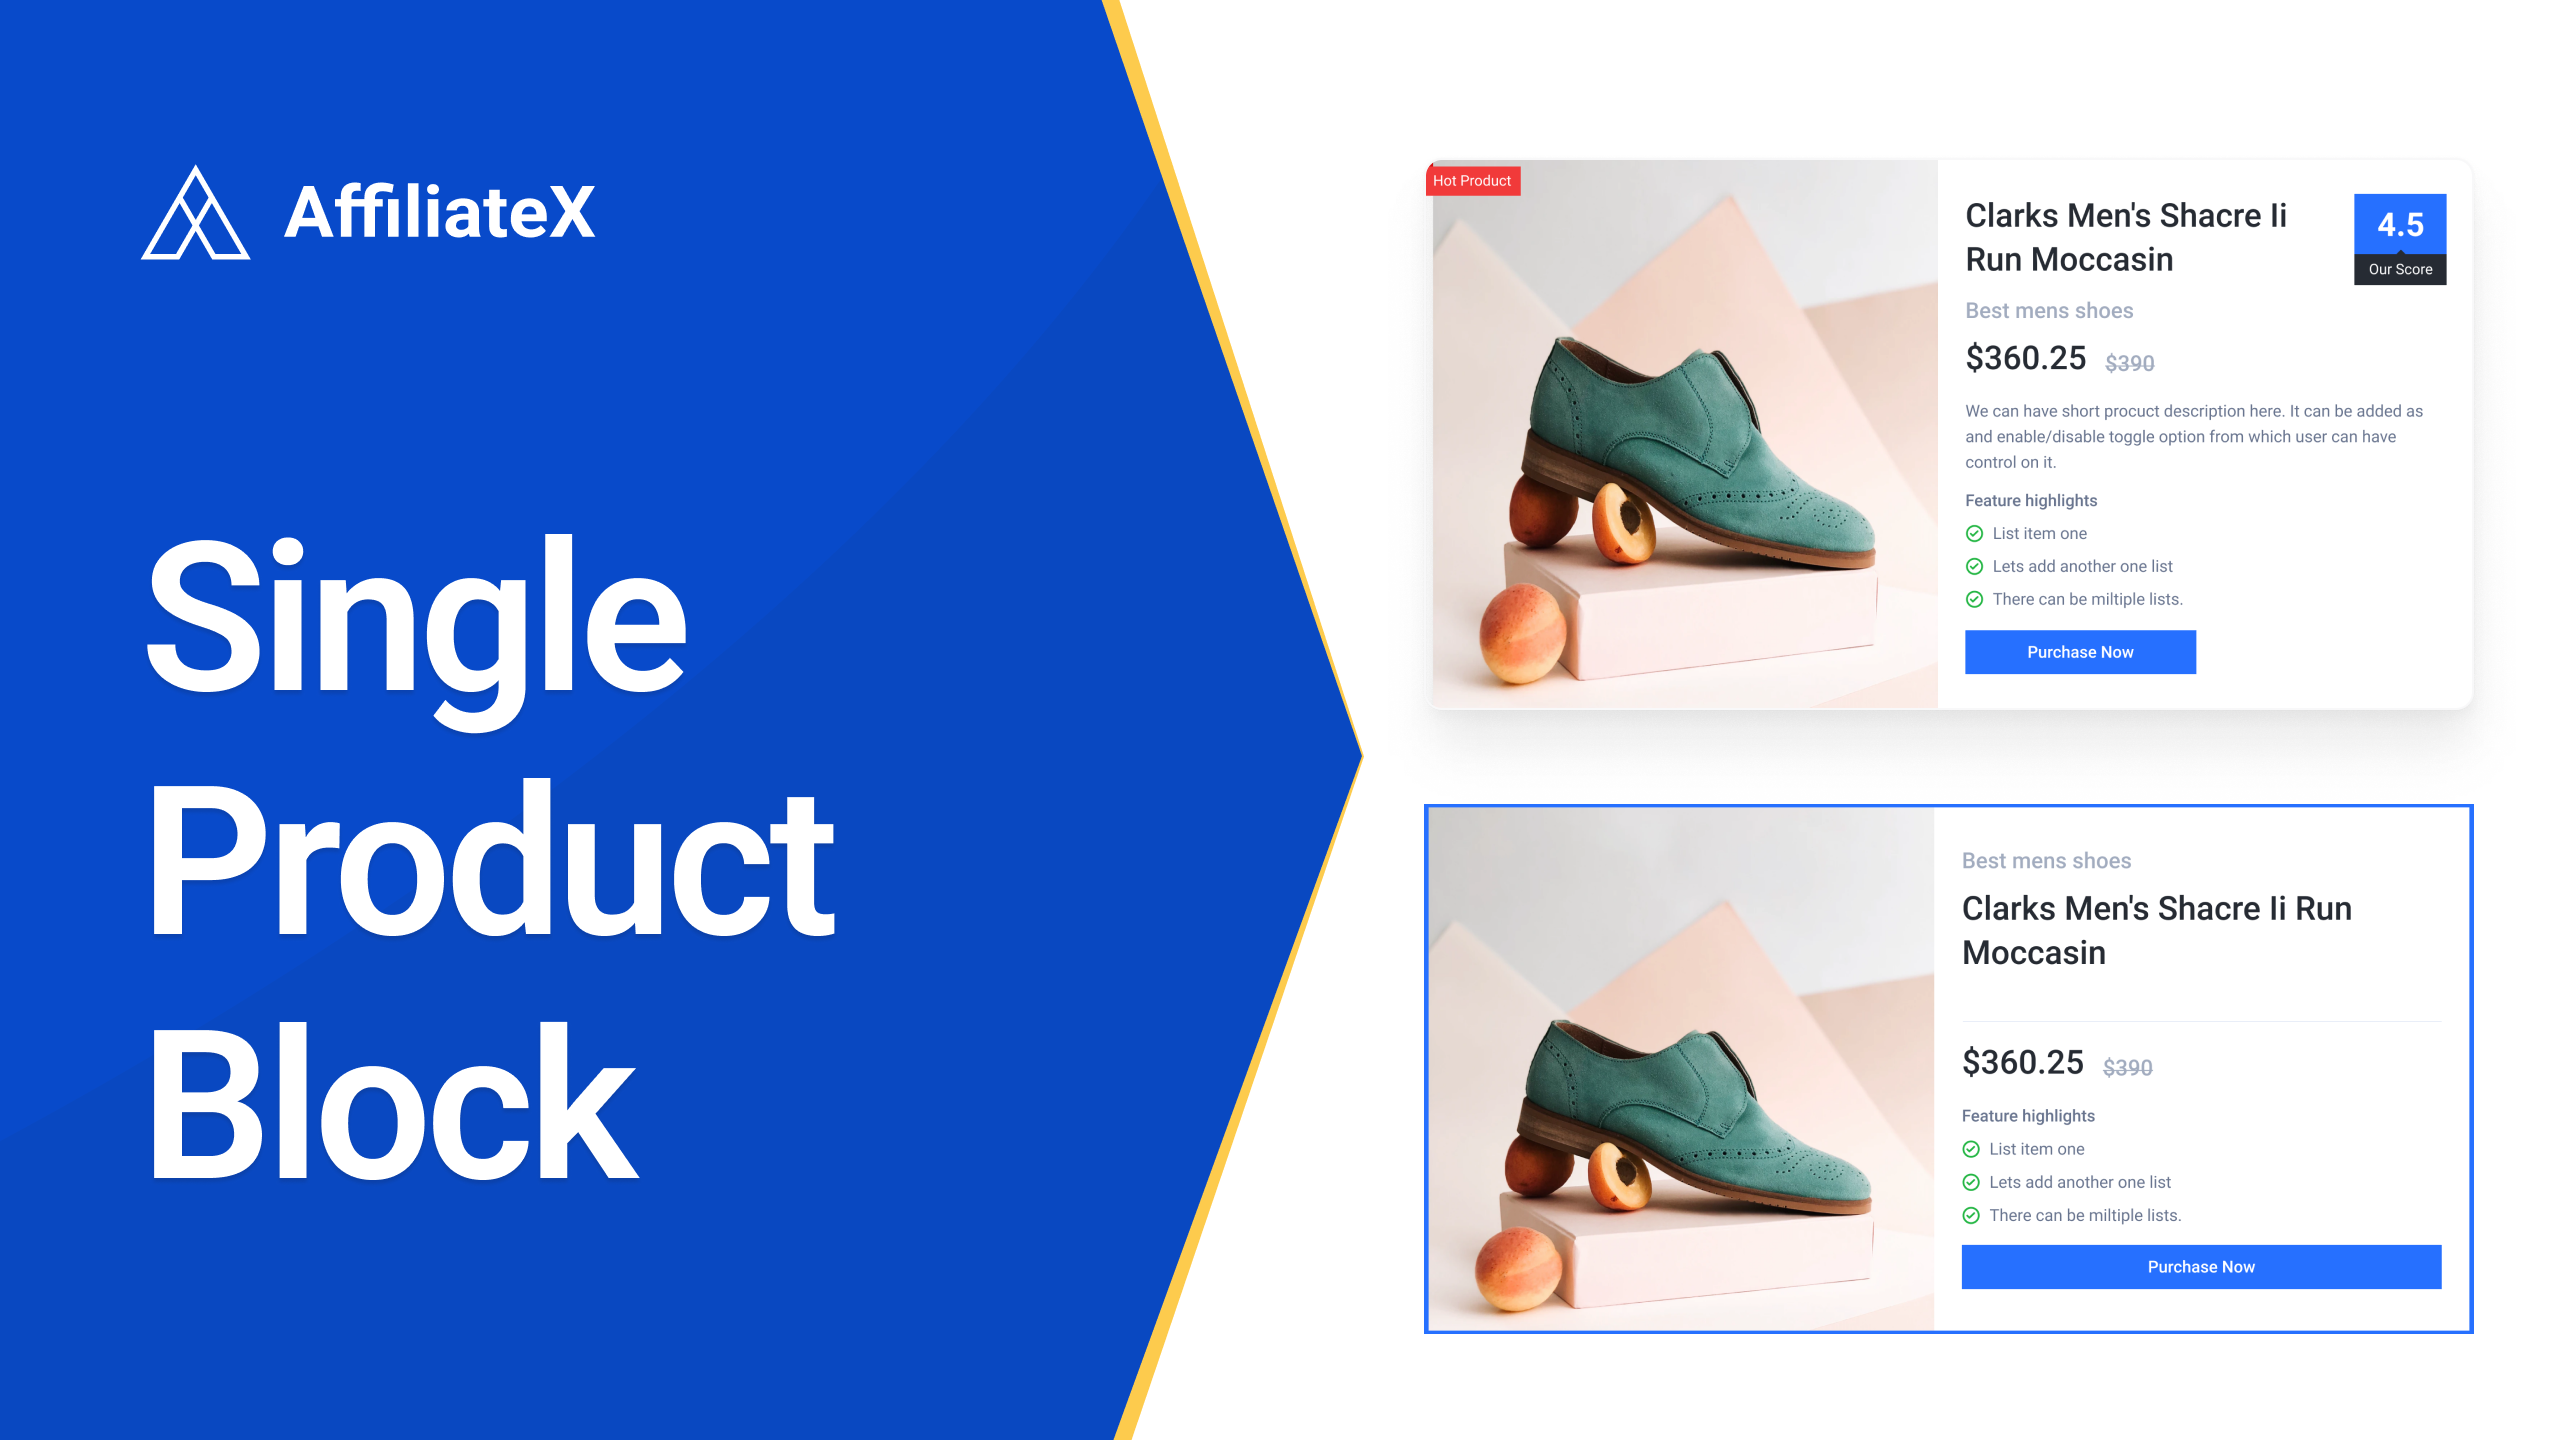 AffiliateX
Single
Product
Block
Hot Product
Clarks Men's Shacre Ii
Run Moccasin
4.5
Our Score
Best mens shoes
$360.25 $390
We can have short procuct description here. It can be added as
and enable/disable toggle option from which user can have
control on it.
Feature highlights
List item one
Lets add another one list
There can be miltiple lists.
Purchase Now
Best mens shoes
Clarks Men's Shacre Ii Run
Moccasin
$360.25 $390
Feature highlights
List item one
Lets add another one list
There can be miltiple lists.
Purchase Now